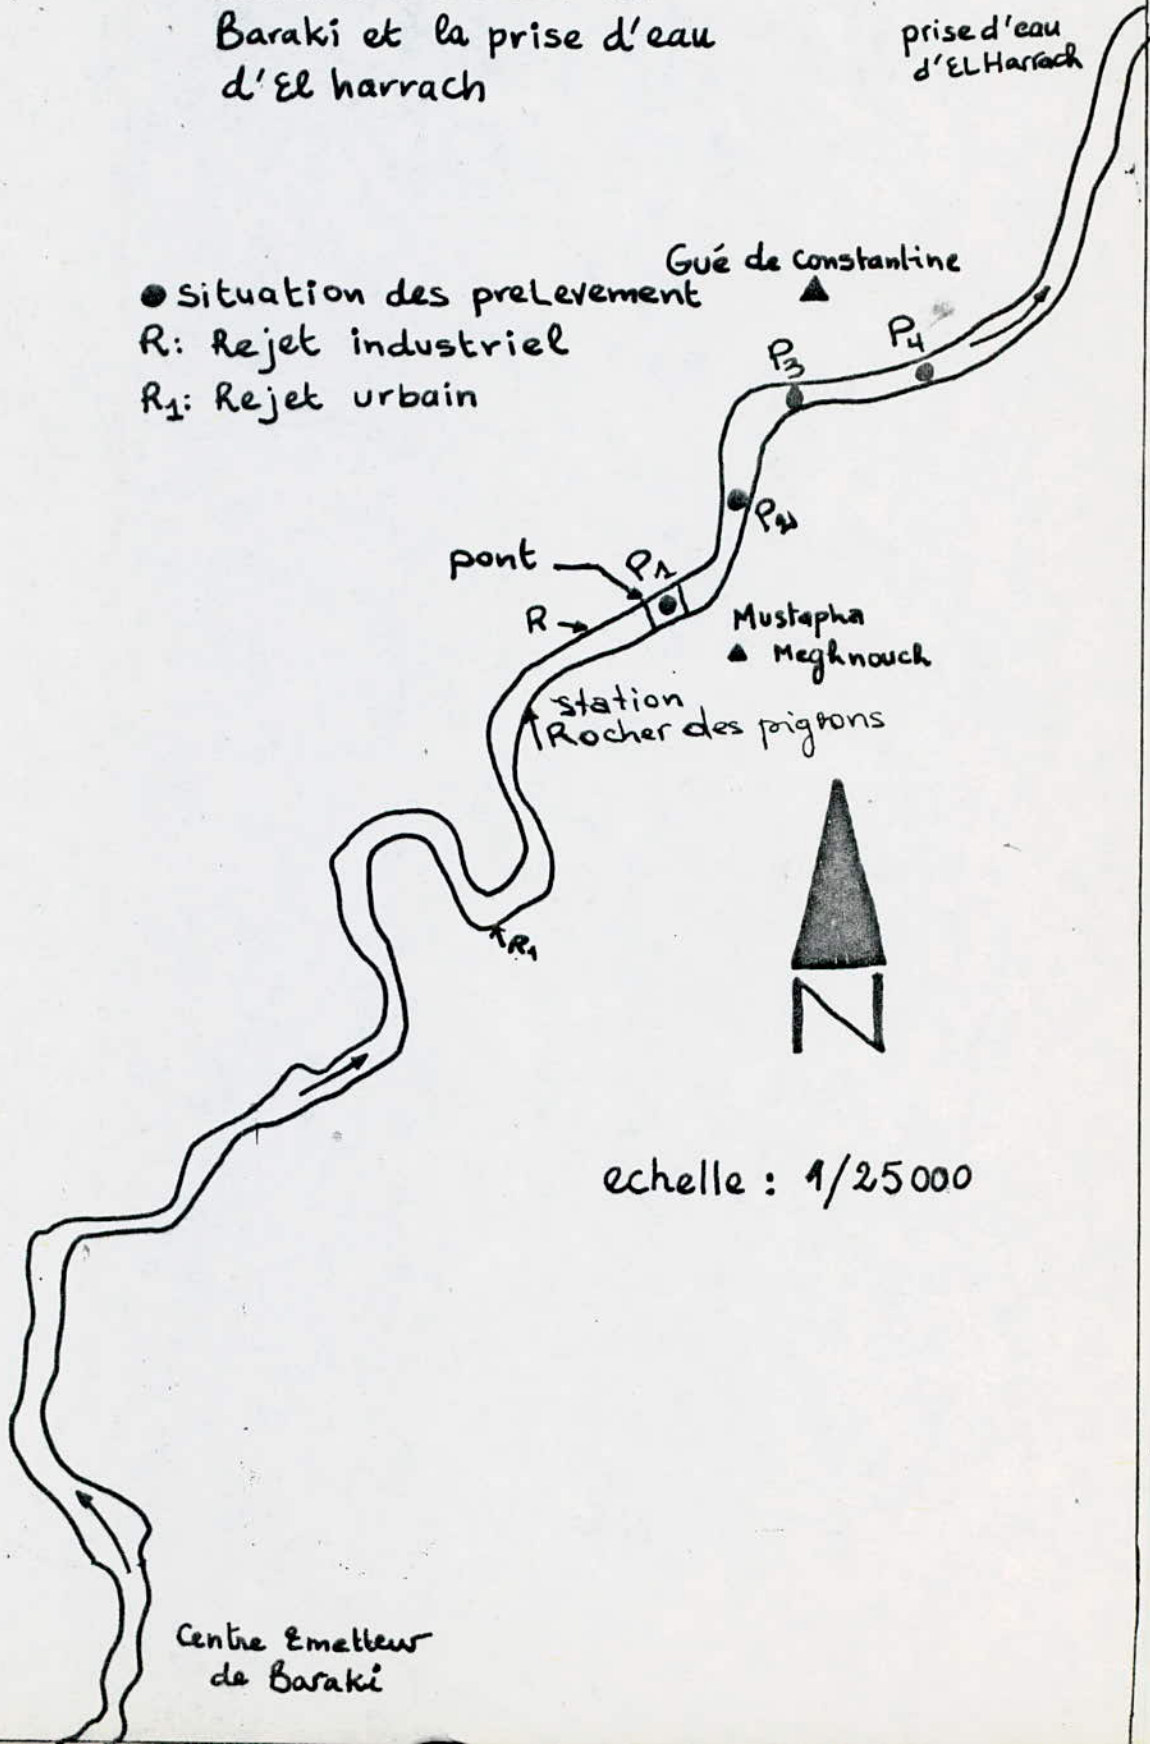 Baraki et la prise d'eau
d'El harrach
prise d'eau
d'EL Harrach
Gué de Constantine
● Situation des preLevement
R: Rejet industriel
R1: Rejet urbain
P4
P3
P2
pont
P1
R
Mustapha
Meghnouch
station
Rocher des pigeons
R1
N
echelle : 1/25000
Centre Emetteur
de Baraki